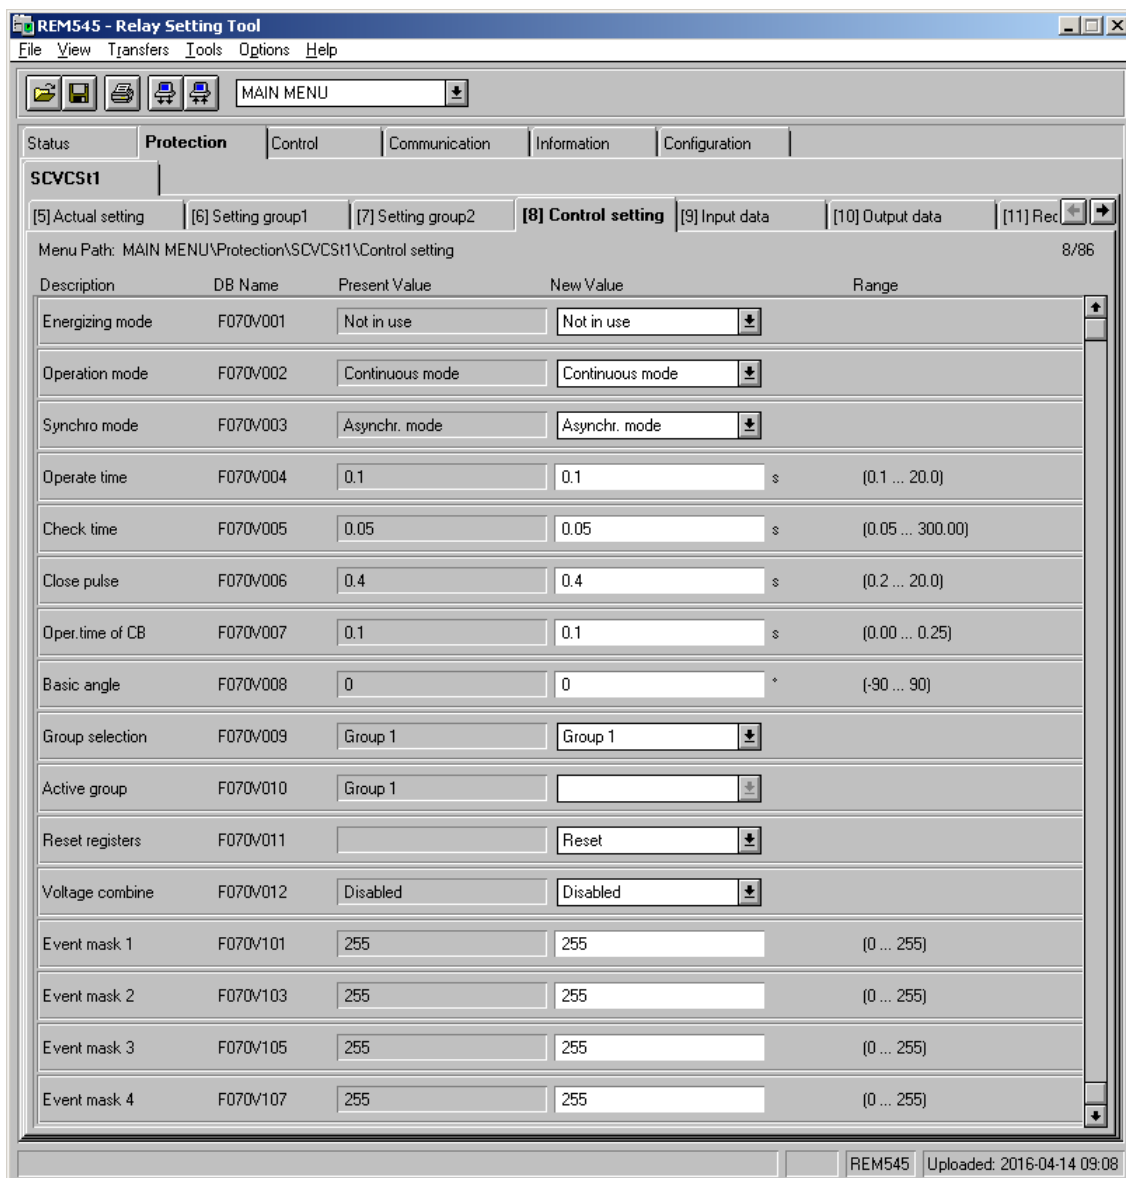 REM545 - Relay Setting Tool
File View Transfers Tools Options Help
MAIN MENU
Status Protection Control Communication Information Configuration
SCVCSt1
[5] Actual setting [6] Setting group1 [7] Setting group2 [8] Control setting [9] Input data [10] Output data [11] Rec
Menu Path: MAIN MENU\Protection\SCVCSt1\Control setting 8/86
Description DB Name Present Value New Value Range
Energizing mode F070V001 Not in use Not in use
Operation mode F070V002 Continuous mode Continuous mode
Synchro mode F070V003 Asynchr. mode Asynchr. mode
Operate time F070V004 0.1 0.1 s (0.1 ... 20.0)
Check time F070V005 0.05 0.05 s (0.05 ... 300.00)
Close pulse F070V006 0.4 0.4 s (0.2 ... 20.0)
Oper.time of CB F070V007 0.1 0.1 s (0.00 ... 0.25)
Basic angle F070V008 0 0 ° (-90 ... 90)
Group selection F070V009 Group 1 Group 1
Active group F070V010 Group 1
Reset registers F070V011 Reset
Voltage combine F070V012 Disabled Disabled
Event mask 1 F070V101 255 255 (0 ... 255)
Event mask 2 F070V103 255 255 (0 ... 255)
Event mask 3 F070V105 255 255 (0 ... 255)
Event mask 4 F070V107 255 255 (0 ... 255)
REM545 Uploaded: 2016-04-14 09:08